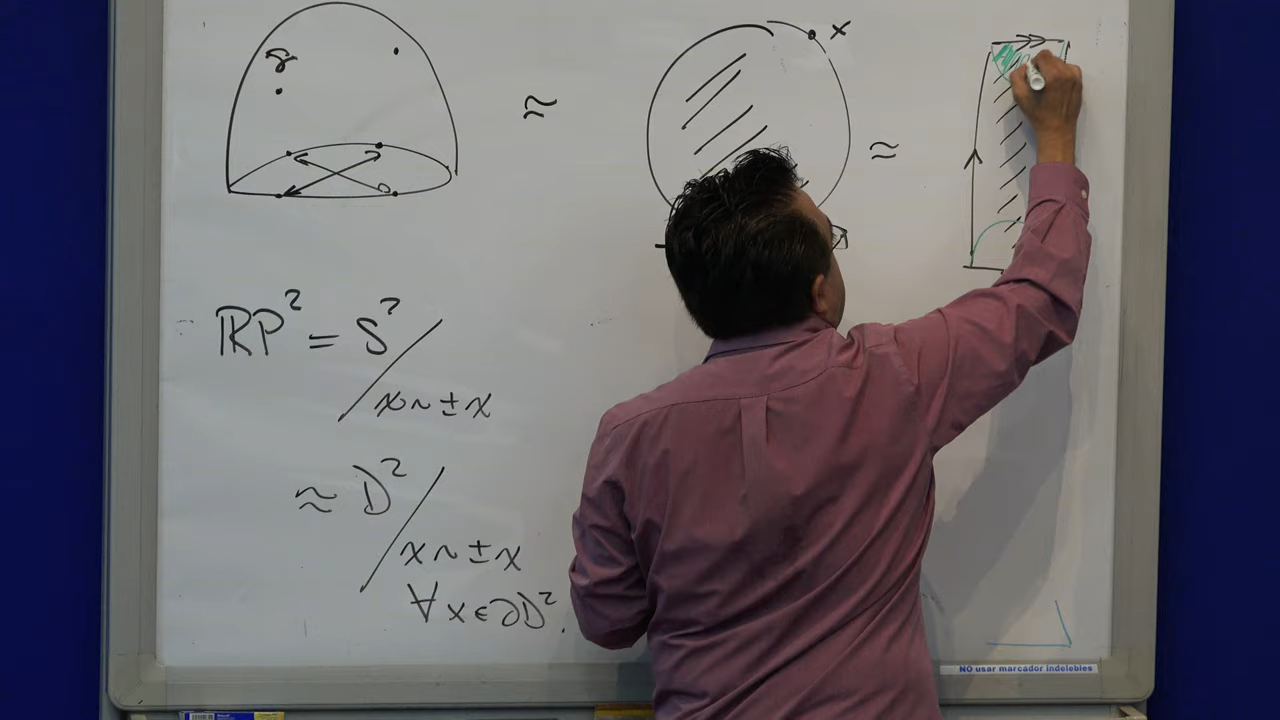 x
≈ ≈
RP² = S²/x~±x
≈ D²/x~±x
∀x∈∂D².
NO usar marcador indelebles